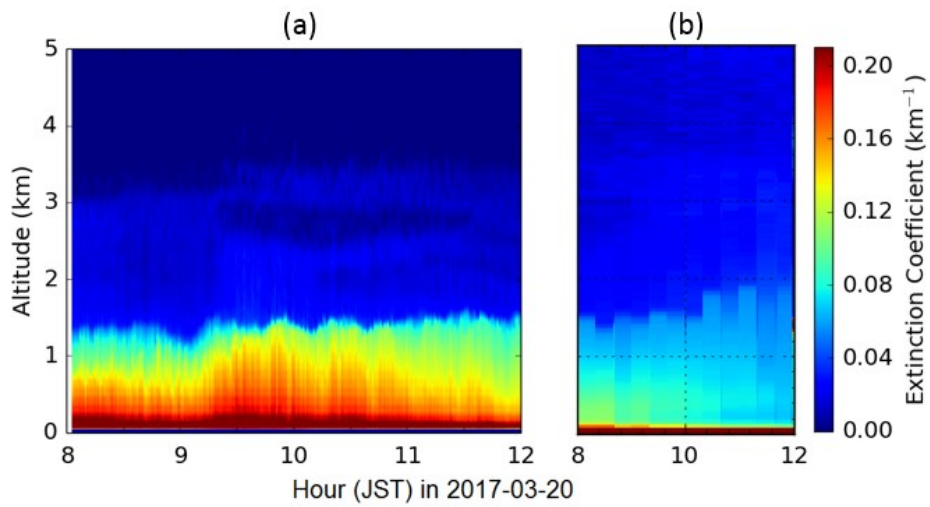 (a) (b)
5
4
3
2
1
0
Altitude (km)
8 9 10 11 12
8 10 12
0.20
0.16
0.12
0.08
0.04
0.00
Extinction Coefficient (km⁻¹)
Hour (JST) in 2017-03-20